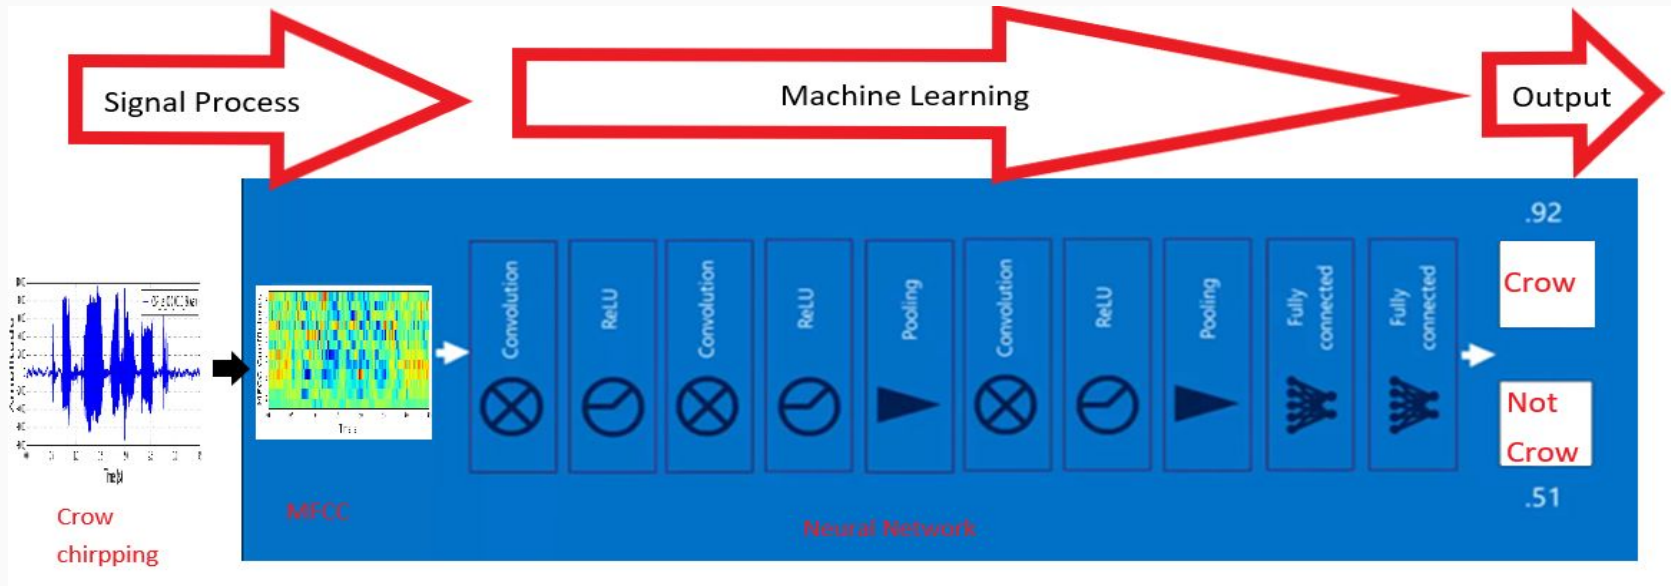 Signal Process
Machine Learning
Output
.92
Crow
Not
Crow
.51
Convolution
ReLU
Convolution
ReLU
Pooling
Convolution
ReLU
Pooling
Fully
connected
Fully
connected
Time
Crow
chirpping
MFCC
Neural Network